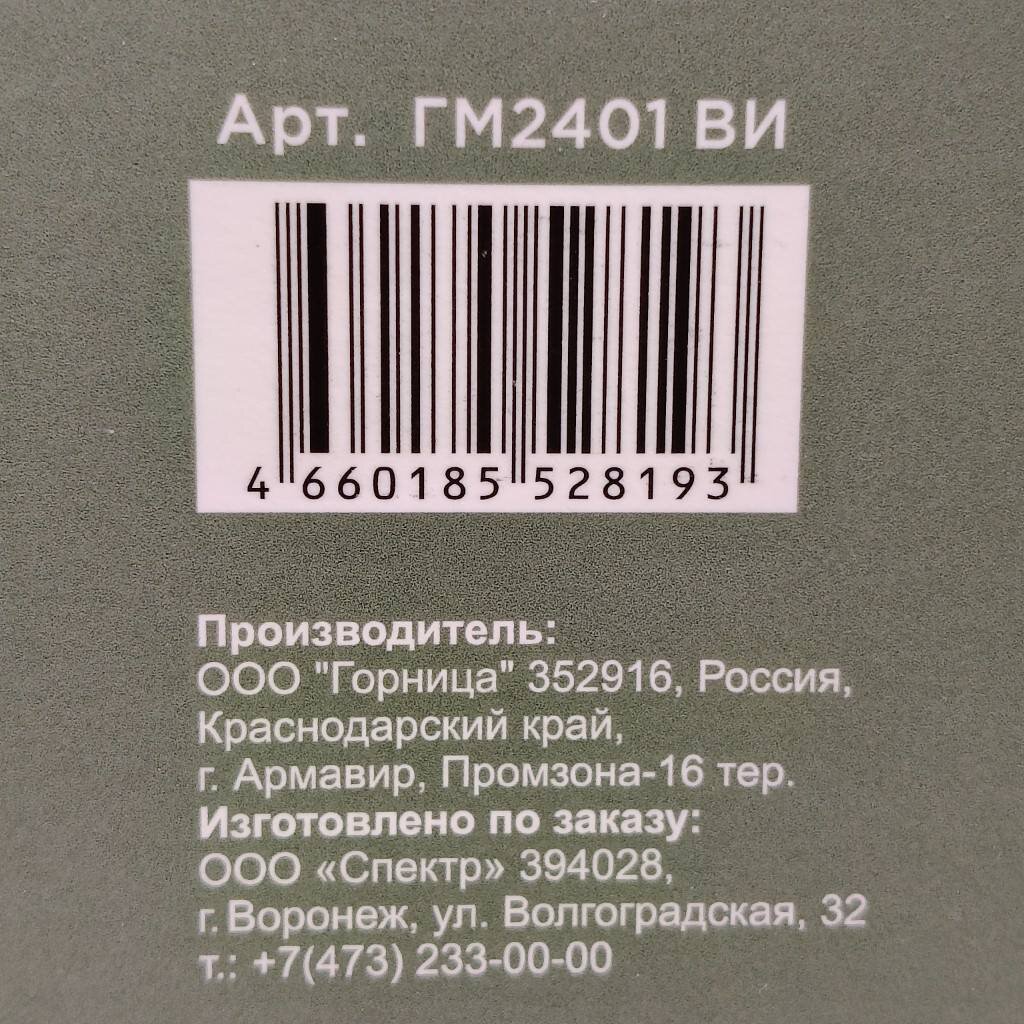 Арт. ГМ2401 ВИ
4 660185 528193
Производитель:
ООО "Горница" 352916, Россия,
Краснодарский край,
г. Армавир, Промзона-16 тер.
Изготовлено по заказу:
ООО «Спектр» 394028,
г. Воронеж, ул. Волгоградская, 32
т.: +7(473) 233-00-00